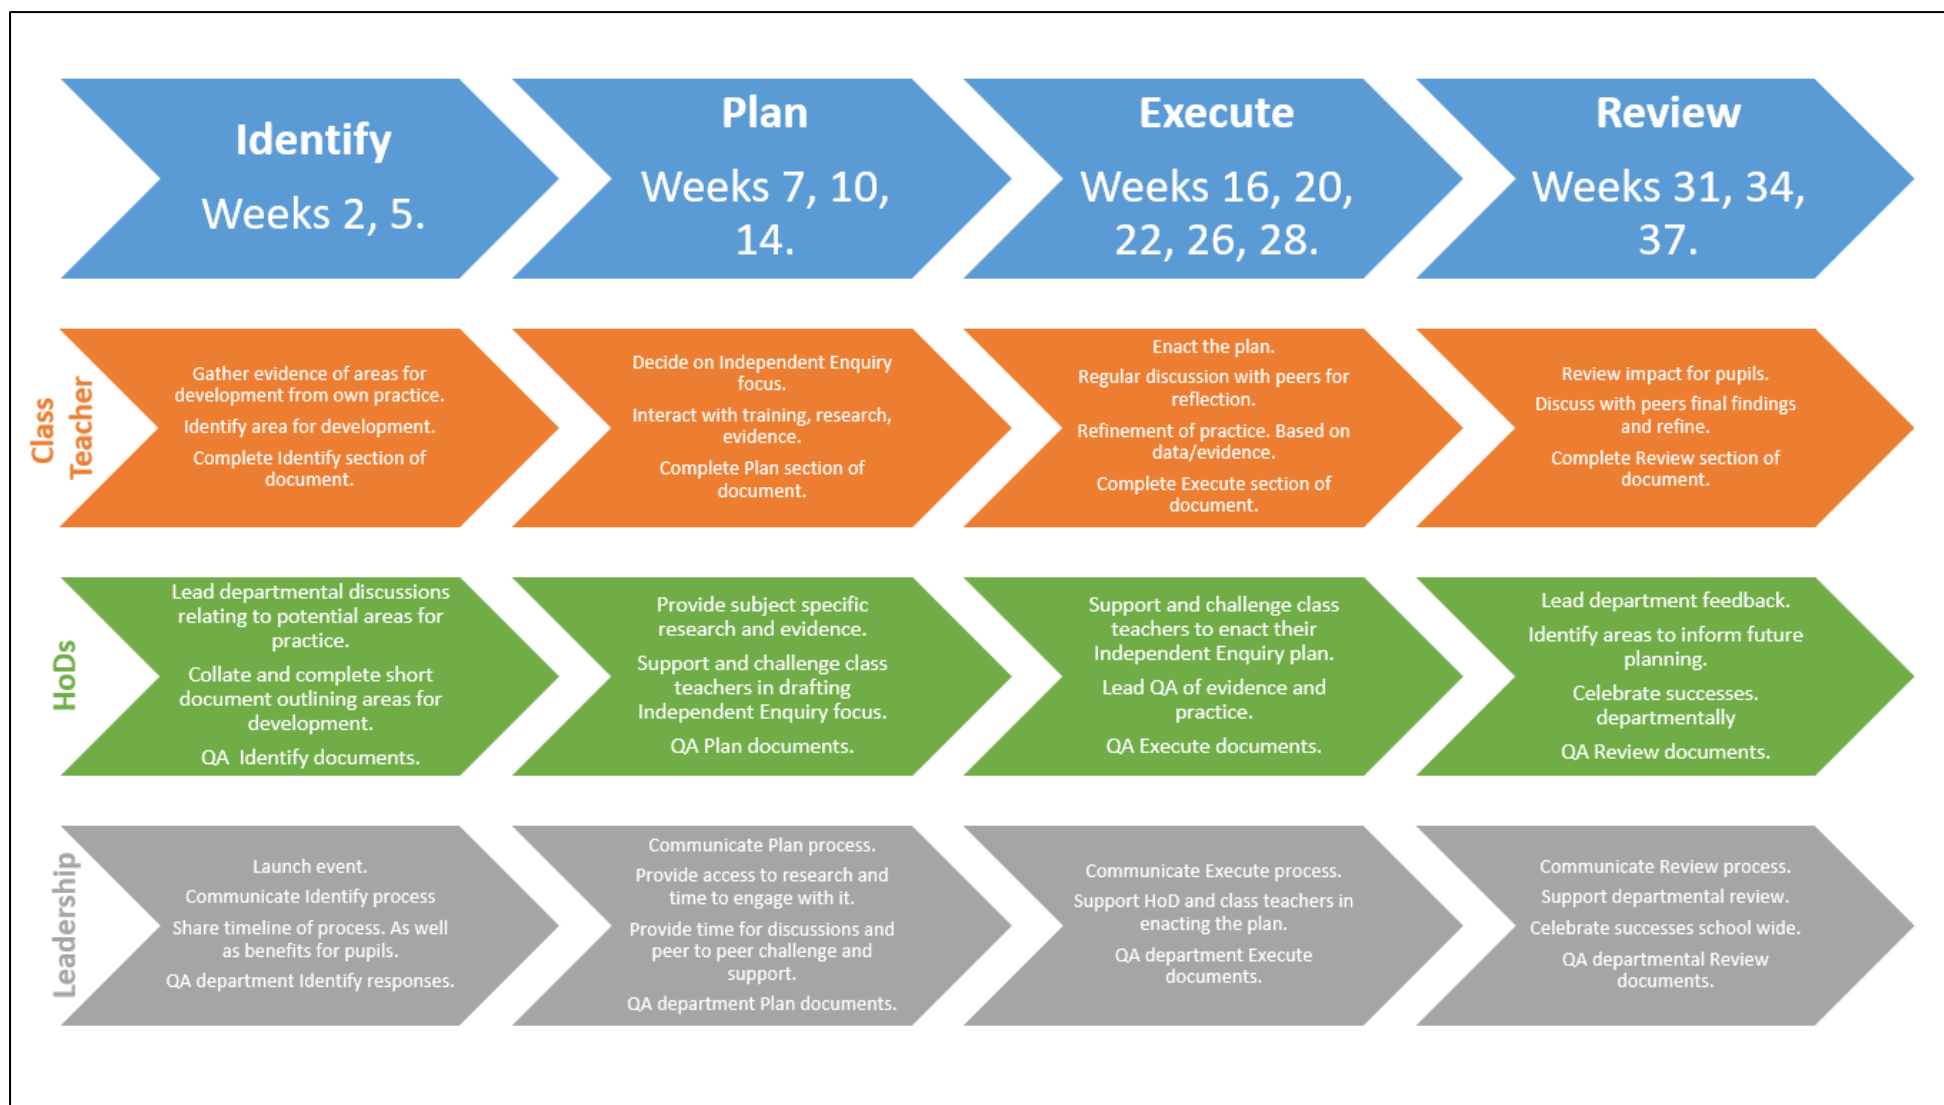 Identify
Weeks 2, 5.
Plan
Weeks 7, 10,
14.
Execute
Weeks 16, 20,
22, 26, 28.
Review
Weeks 31, 34,
37.
Class
Teacher
Gather evidence of areas for
development from own practice.
Identify area for development.
Complete Identify section of
document.
Decide on Independent Enquiry
focus.
Interact with training, research,
evidence.
Complete Plan section of
document.
Enact the plan.
Regular discussion with peers for
reflection.
Refinement of practice. Based on
data/evidence.
Complete Execute section of
document.
Review impact for pupils.
Discuss with peers final findings
and refine.
Complete Review section of
document.
HoDs
Lead departmental discussions
relating to potential areas for
practice.
Collate and complete short
document outlining areas for
development.
QA  Identify documents.
Provide subject specific
research and evidence.
Support and challenge class
teachers in drafting
Independent Enquiry focus.
QA Plan documents.
Support and challenge class
teachers to enact their
Independent Enquiry plan.
Lead QA of evidence and
practice.
QA Execute documents.
Lead department feedback.
Identify areas to inform future
planning.
Celebrate successes.
departmentally
QA Review documents.
Leadership
Launch event.
Communicate Identify process
Share timeline of process. As well
as benefits for pupils.
QA department Identify responses.
Communicate Plan process.
Provide access to research and
time to engage with it.
Provide time for discussions and
peer to peer challenge and
support.
QA department Plan documents.
Communicate Execute process.
Support HoD and class teachers in
enacting the plan.
QA department Execute
documents.
Communicate Review process.
Support departmental review.
Celebrate successes school wide.
QA departmental Review
documents.